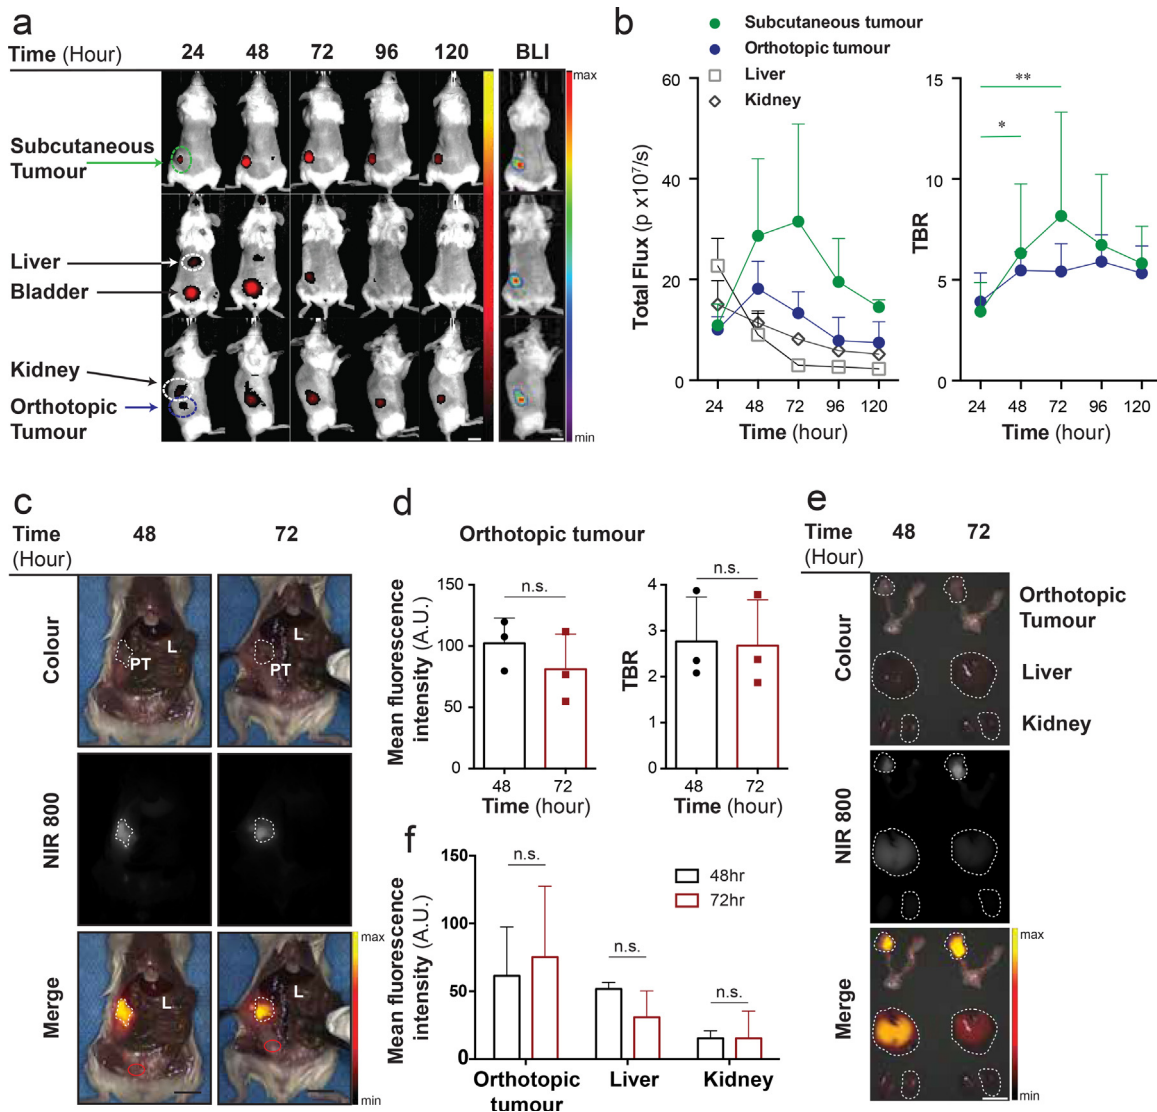 a
Time (Hour) 24 48 72 96 120 BLI
Subcutaneous
Tumour
Liver
Bladder
Kidney
Orthotopic
Tumour
max
min
b
Subcutaneous tumour
Orthotopic tumour
Liver
Kidney
Total Flux (p x10⁷/s)
60
40
20
0
24 48 72 96 120
Time (hour)
TBR
15
10
5
0
**
*
24 48 72 96 120
Time (hour)
c
Time
(Hour)
48 72
Colour
NIR 800
Merge
PT L
PT L
L
L
max
min
d
Orthotopic tumour
Mean fluorescence
intensity (A.U.)
150
100
50
0
n.s.
48 72
Time (hour)
TBR
4
3
2
1
0
n.s.
48 72
Time (hour)
e
Time
(Hour)
48 72
Colour
NIR 800
Merge
Orthotopic
Tumour
Liver
Kidney
max
min
f
Mean fluorescence
intensity (A.U.)
150
100
50
0
n.s.
n.s.
n.s.
48hr
72hr
Orthotopic
tumour
Liver
Kidney